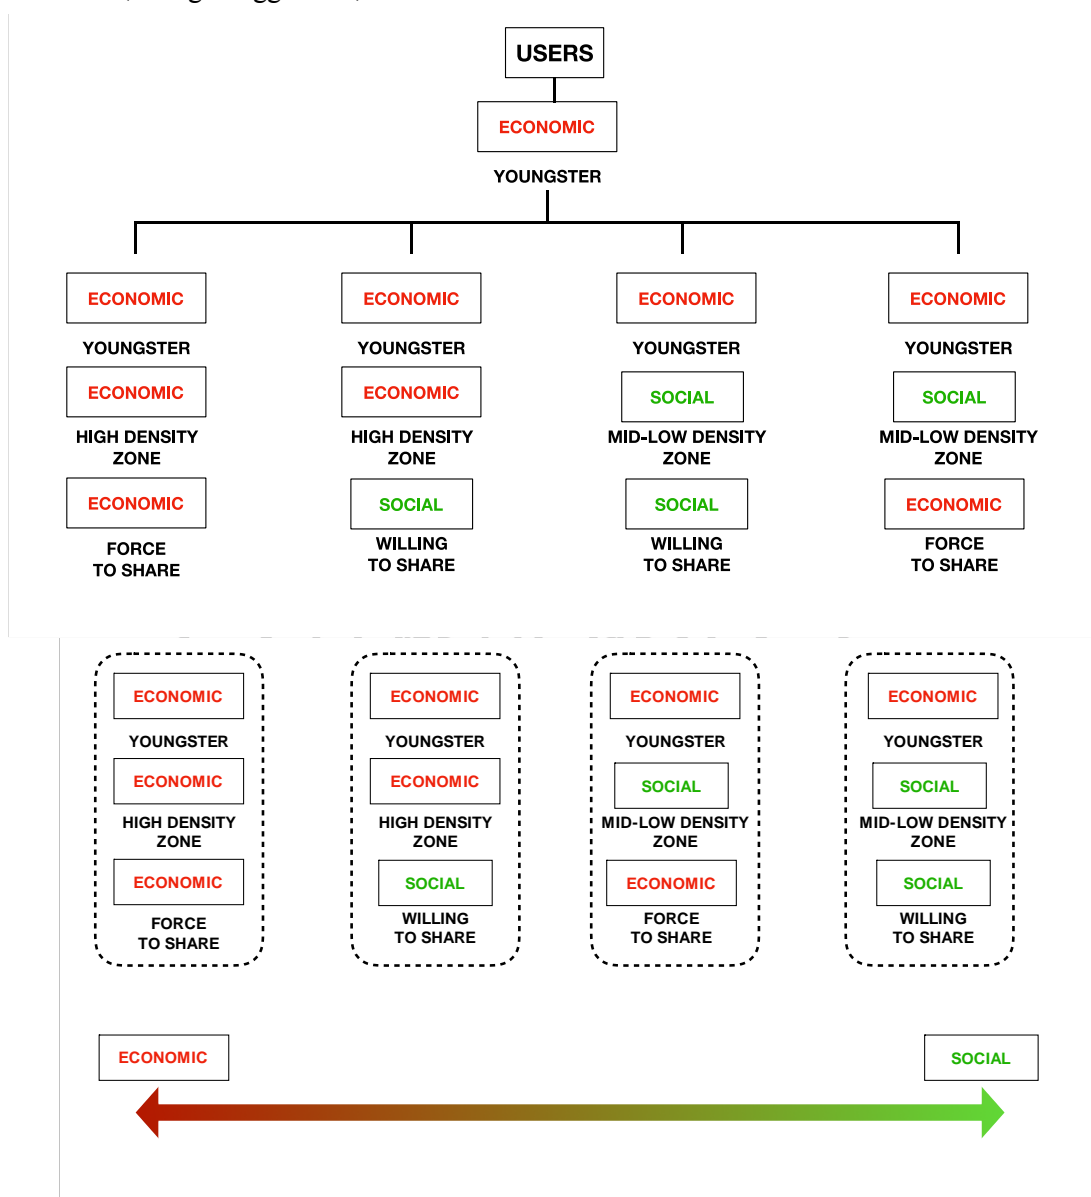 USERS
ECONOMIC
YOUNGSTER
ECONOMIC ECONOMIC ECONOMIC ECONOMIC
YOUNGSTER YOUNGSTER YOUNGSTER YOUNGSTER
ECONOMIC ECONOMIC SOCIAL SOCIAL
HIGH DENSITY HIGH DENSITY MID-LOW DENSITY MID-LOW DENSITY
ZONE ZONE ZONE ZONE
ECONOMIC SOCIAL SOCIAL ECONOMIC
FORCE WILLING WILLING FORCE
TO SHARE TO SHARE TO SHARE TO SHARE
ECONOMIC ECONOMIC ECONOMIC ECONOMIC
YOUNGSTER YOUNGSTER YOUNGSTER YOUNGSTER
ECONOMIC ECONOMIC SOCIAL SOCIAL
HIGH DENSITY HIGH DENSITY MID-LOW DENSITY MID-LOW DENSITY
ZONE ZONE ZONE ZONE
ECONOMIC SOCIAL ECONOMIC SOCIAL
FORCE WILLING FORCE WILLING
TO SHARE TO SHARE TO SHARE TO SHARE
ECONOMIC SOCIAL